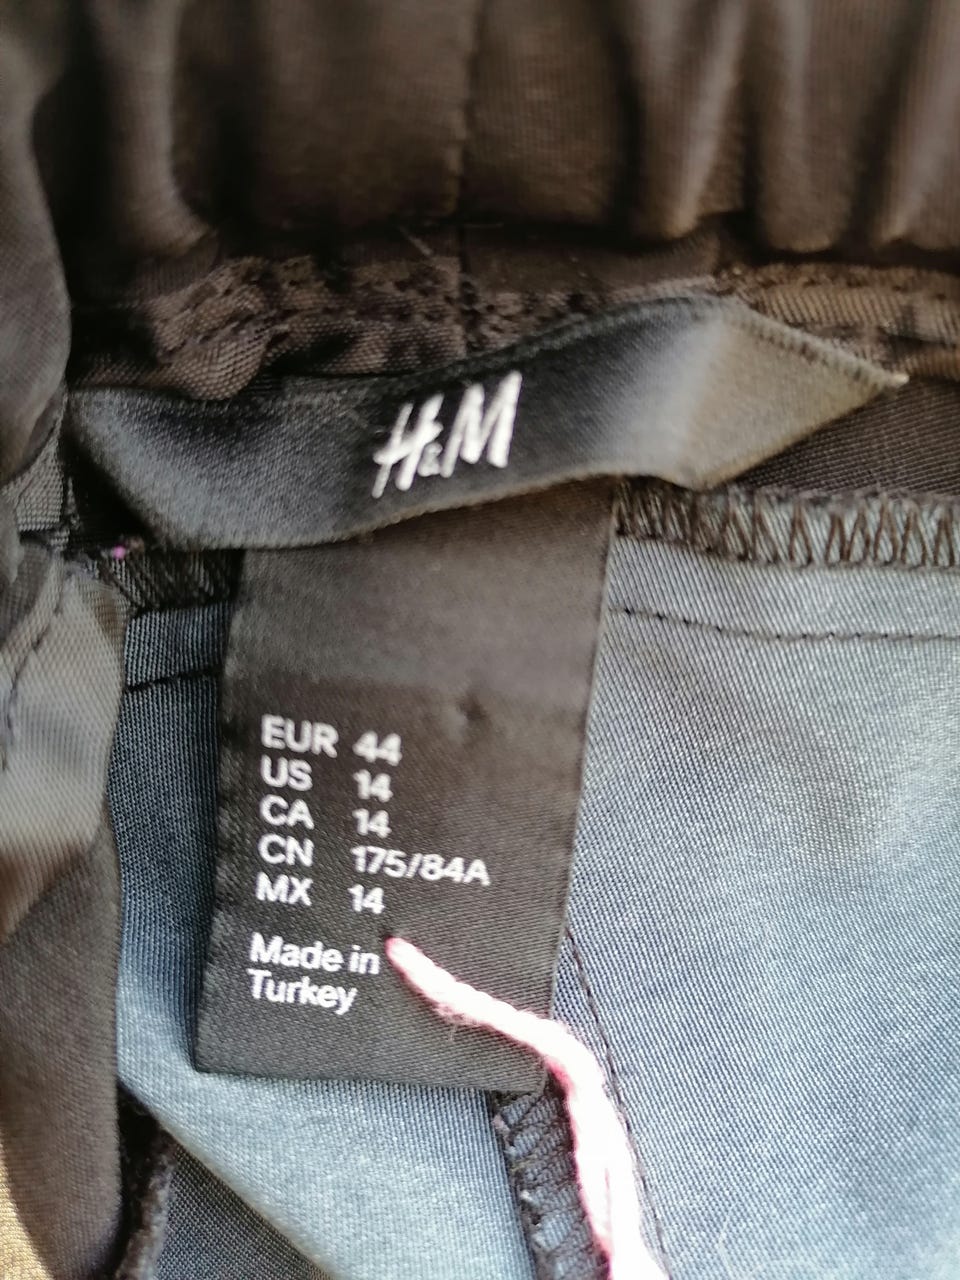 H&M
EUR 44
US 14
CA 14
CN 175/84A
MX 14
Made in
Turkey